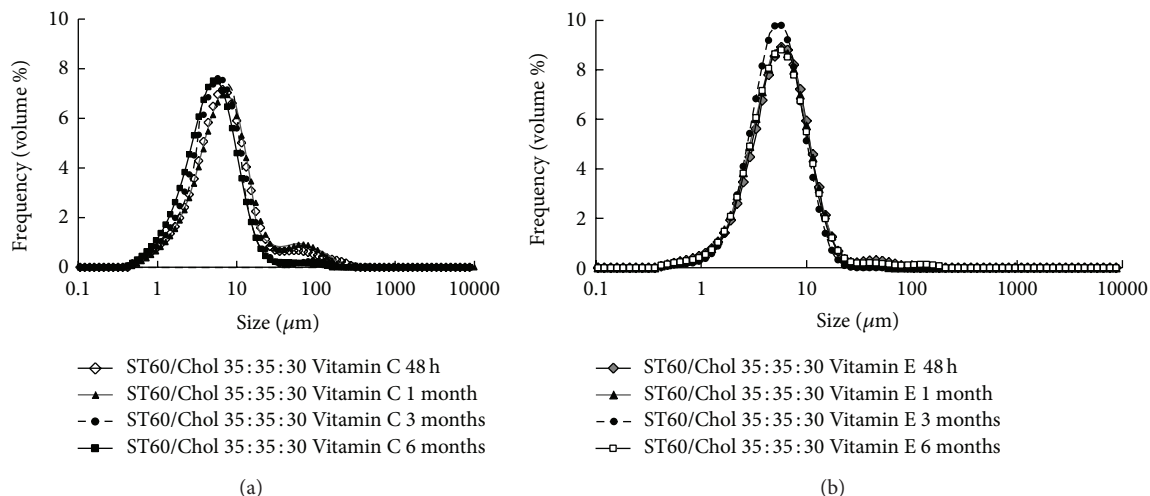 10
8
6
4
2
0
Frequency (volume %)
0.1
1
10
100
1000
10000
Size (μm)
ST60/Chol 35:35:30 Vitamin C 48 h
ST60/Chol 35:35:30 Vitamin C 1 month
ST60/Chol 35:35:30 Vitamin C 3 months
ST60/Chol 35:35:30 Vitamin C 6 months
(a)
10
8
6
4
2
0
Frequency (volume %)
0.1
1
10
100
1000
10000
Size (μm)
ST60/Chol 35:35:30 Vitamin E 48 h
ST60/Chol 35:35:30 Vitamin E 1 month
ST60/Chol 35:35:30 Vitamin E 3 months
ST60/Chol 35:35:30 Vitamin E 6 months
(b)